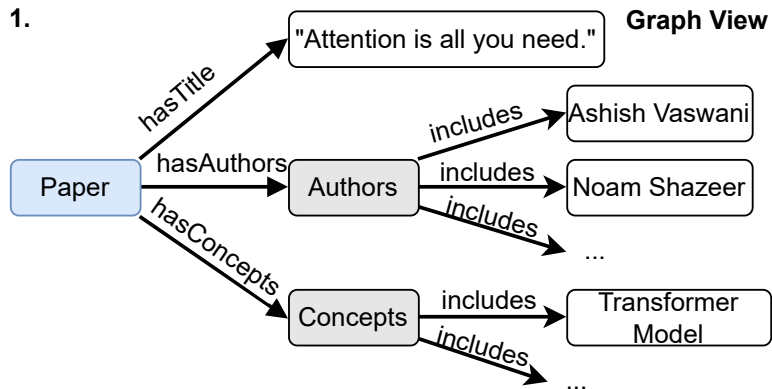 1.
Graph View
"Attention is all you need."
hasTitle
includes
Ashish Vaswani
Paper
hasAuthors
Authors
includes
Noam Shazeer
includes
...
hasConcepts
Concepts
includes
Transformer
Model
includes
...